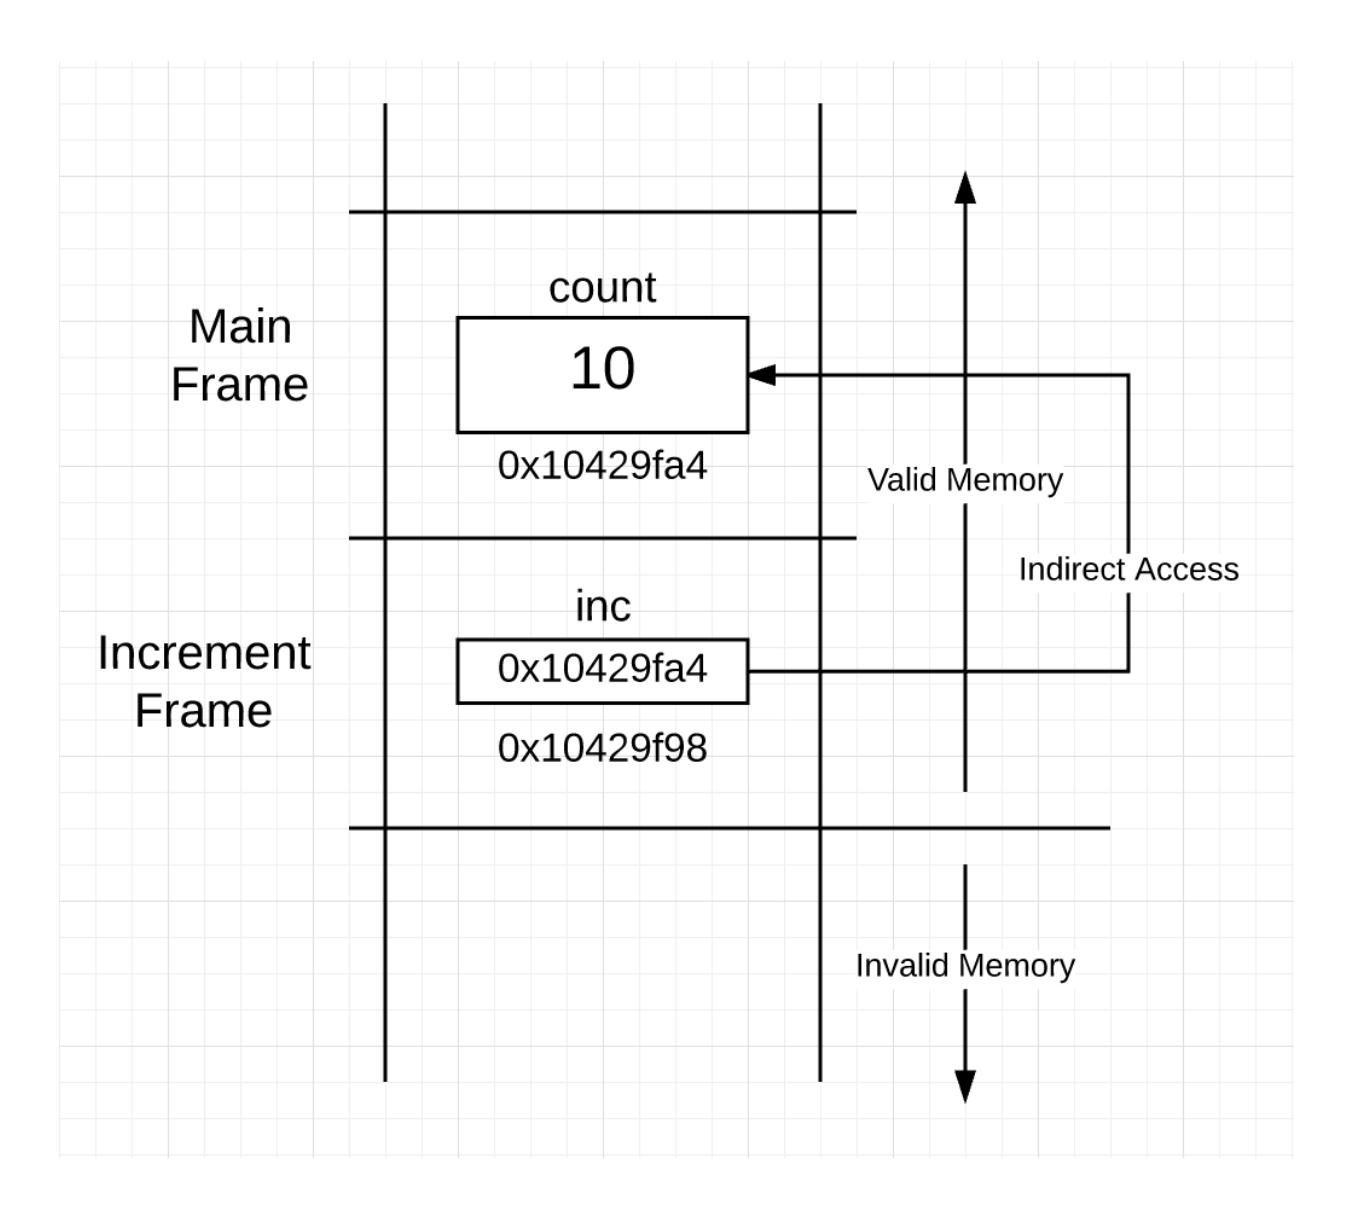 count
10
0x10429fa4
Main
Frame
Valid Memory
Indirect Access
inc
0x10429fa4
0x10429f98
Increment
Frame
Invalid Memory